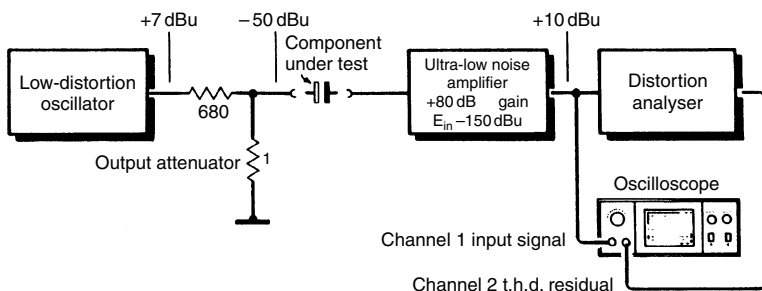 +7 dBu
−50 dBu
+10 dBu
Component
under test
Low-distortion
oscillator
680
Ultra-low noise
amplifier
+80 dB gain
Ein −150 dBu
Distortion
analyser
Output attenuator
1
Oscilloscope
Channel 1 input signal
Channel 2 t.h.d. residual